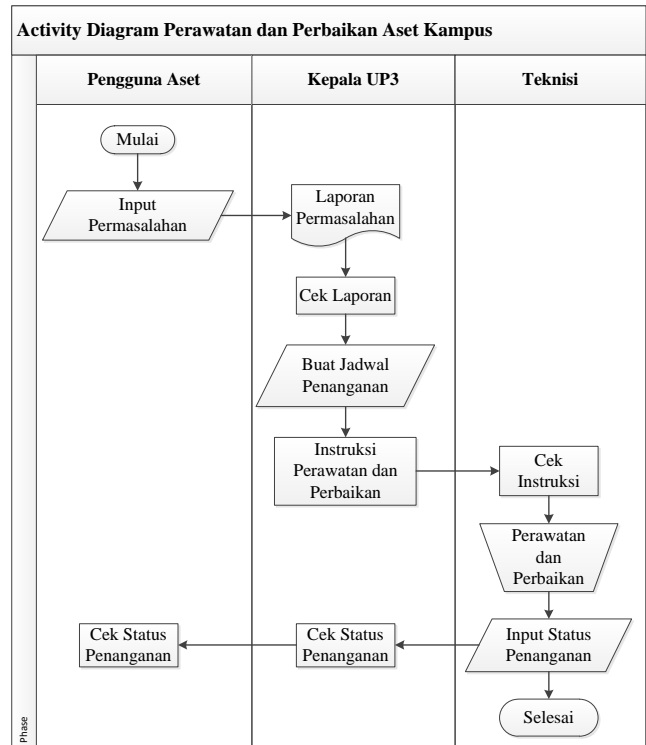 Activity Diagram Perawatan dan Perbaikan Aset Kampus
Pengguna Aset
Kepala UP3
Teknisi
Mulai
Input
Permasalahan
Laporan
Permasalahan
Cek Laporan
Buat Jadwal
Penanganan
Instruksi
Perawatan dan
Perbaikan
Cek
Instruksi
Perawatan
dan
Perbaikan
Input Status
Penanganan
Cek Status
Penanganan
Cek Status
Penanganan
Selesai
Phase